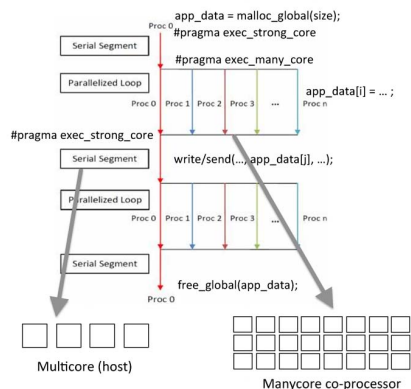 app_data = malloc_global(size);
Proc 0
#pragma exec_strong_core
Serial Segment
#pragma exec_many_core
Parallelized Loop
app_data[i] = ... ;
Proc 0 Proc 1 Proc 2 Proc 3 ... Proc n
#pragma exec_strong_core
Serial Segment
write/send(..., app_data[j], ...);
Parallelized Loop
Proc 0 Proc 1 Proc 2 Proc 3 ... Proc n
Serial Segment
free_global(app_data);
Proc 0
Multicore (host)
Manycore co-processor